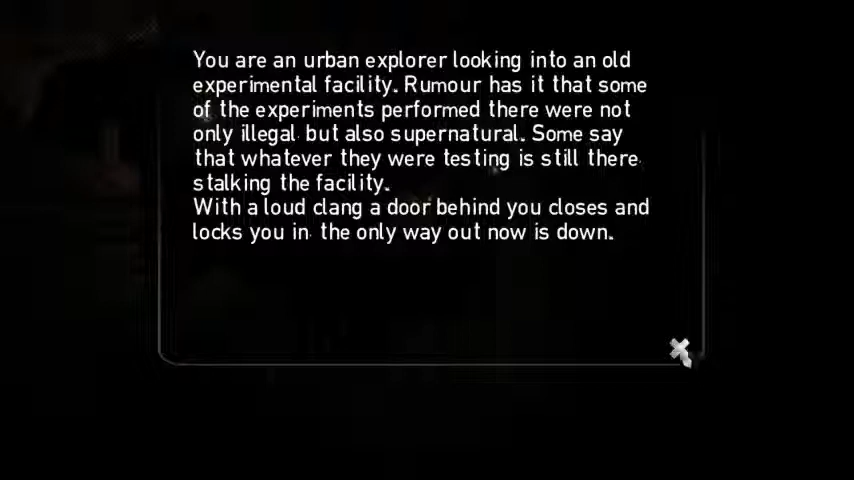 You are an urban explorer looking into an old
experimental facility. Rumour has it that some
of the experiments performed there were not
only illegal, but also supernatural. Some say
that whatever they were testing is still there,
stalking the facility.
With a loud clang a door behind you closes and
locks you in, the only way out now is down.